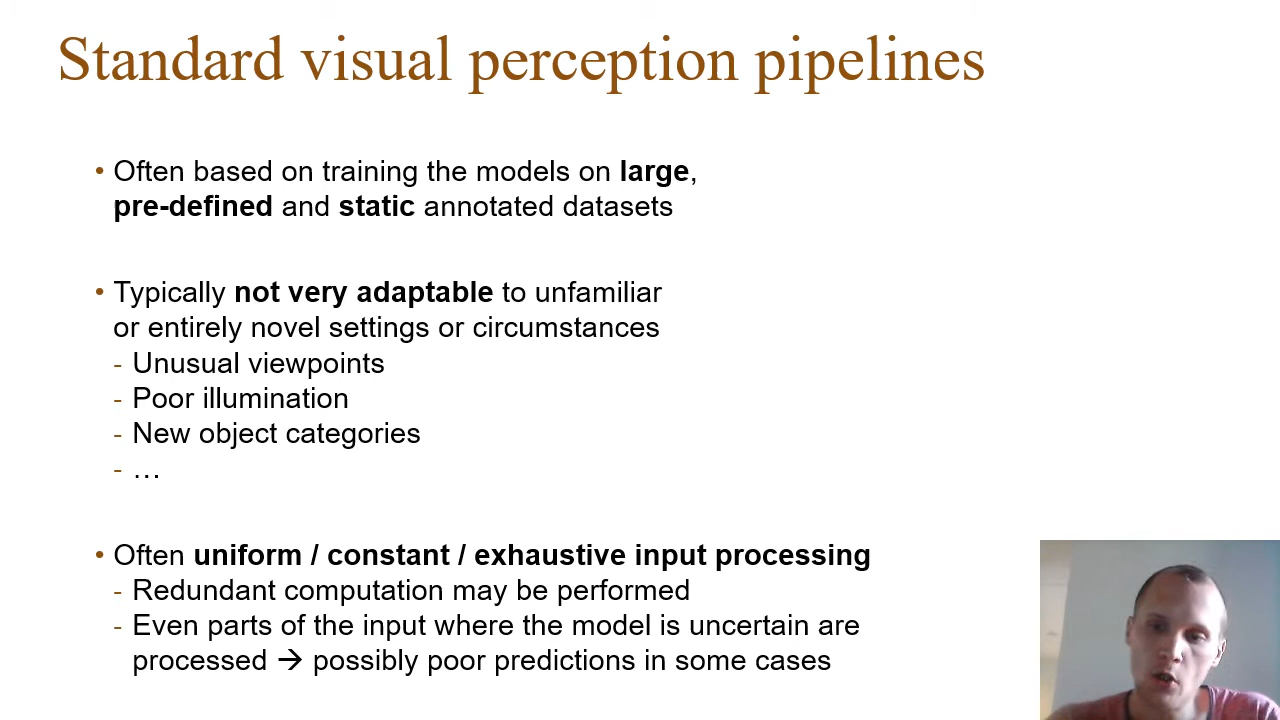 Standard visual perception pipelines
• Often based on training the models on large,
pre-defined and static annotated datasets
• Typically not very adaptable to unfamiliar
or entirely novel settings or circumstances
- Unusual viewpoints
- Poor illumination
- New object categories
- …
• Often uniform / constant / exhaustive input processing
- Redundant computation may be performed
- Even parts of the input where the model is uncertain are
processed → possibly poor predictions in some cases